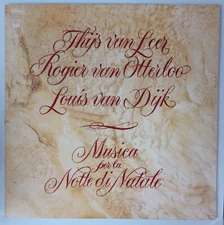 Thijs van Leer
Rogier van Otterloo
Louis van Dijk
Musica
per la
Notte di Natale